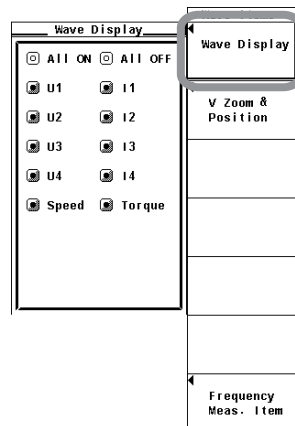 Wave Display
All ON All OFF
U1 I1
U2 I2
U3 I3
U4 I4
Speed Torque
Wave Display
V Zoom &
Position
Frequency
Meas. Item